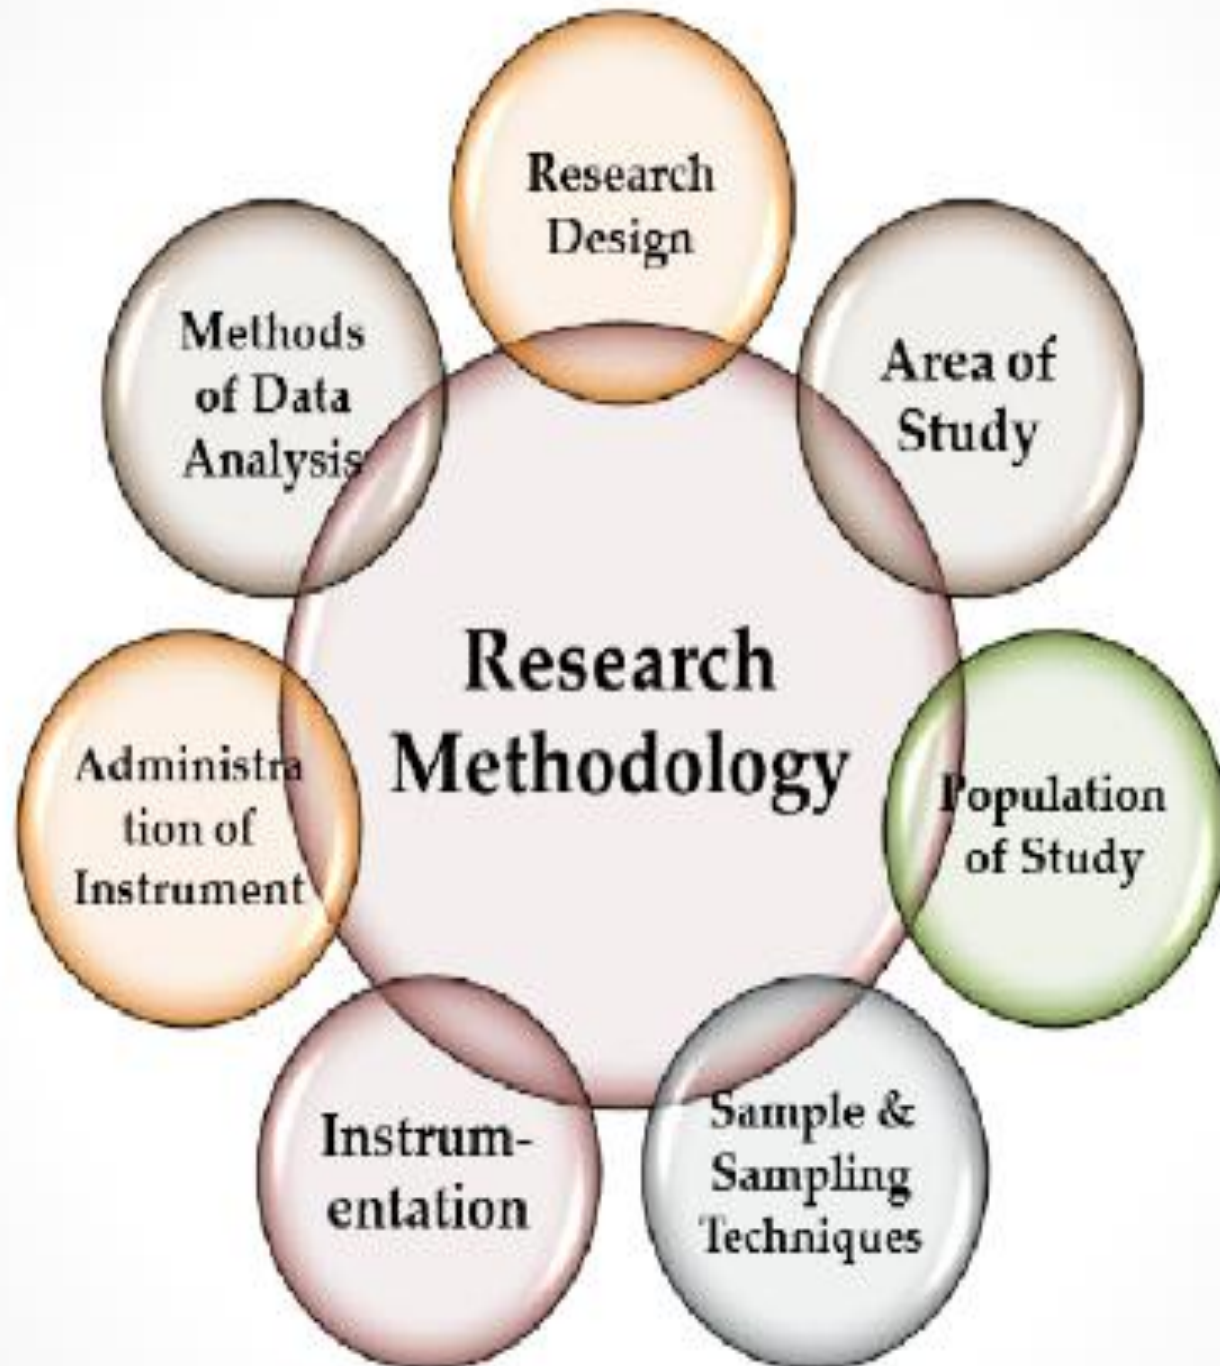 Research
Design
Area of
Study
Population
of Study
Sample &
Sampling
Techniques
Instrum-
entation
Administra
tion of
Instrument
Methods
of Data
Analysis
Research
Methodology